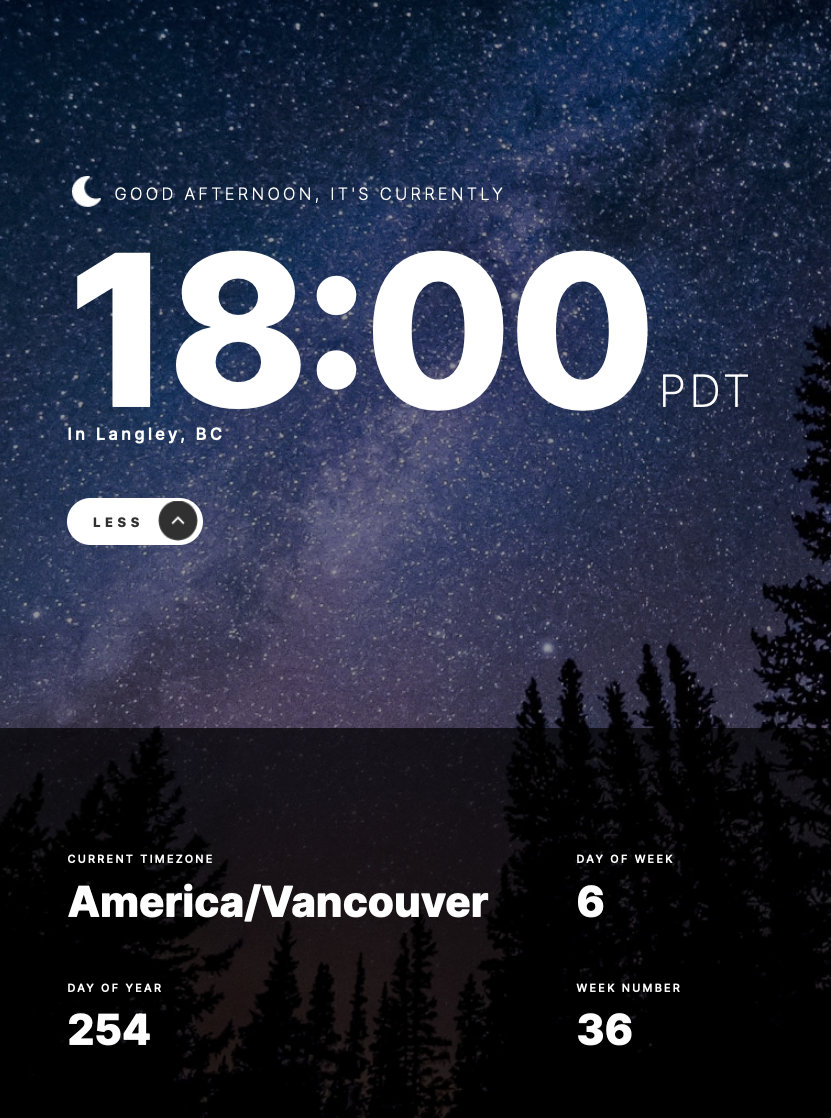 GOOD AFTERNOON, IT'S CURRENTLY
18:00 PDT
In Langley, BC
LESS
CURRENT TIMEZONE
America/Vancouver
DAY OF WEEK
6
DAY OF YEAR
254
WEEK NUMBER
36